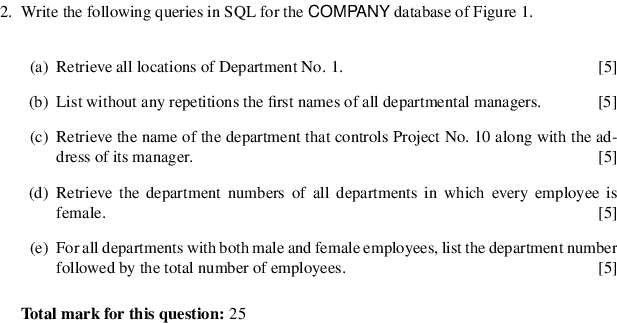 2. Write the following queries in SQL for the COMPANY database of Figure 1.
(a) Retrieve all locations of Department No. 1. [5]
(b) List without any repetitions the first names of all departmental managers. [5]
(c) Retrieve the name of the department that controls Project No. 10 along with the ad-
dress of its manager. [5]
(d) Retrieve the department numbers of all departments in which every employee is
female. [5]
(e) For all departments with both male and female employees, list the department number
followed by the total number of employees. [5]
Total mark for this question: 25